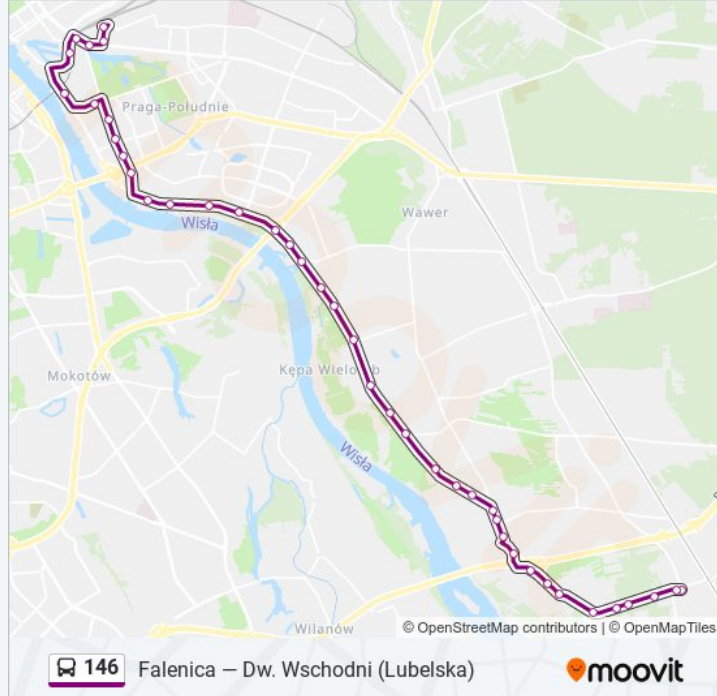 Praga-Południe
Wawer
Wisła
Kępa Wielo b
Mokotów
Wisła
Wilanów
© OpenStreetMap contributors | © OpenMapTiles
146 Falenica — Dw. Wschodni (Lubelska)
moovit